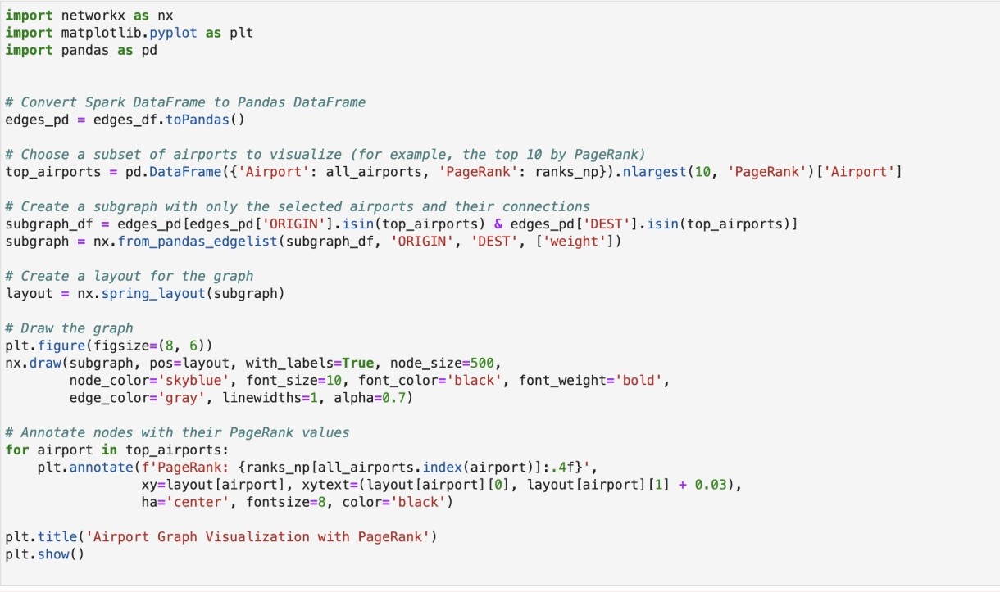 import networkx as nx
import matplotlib.pyplot as plt
import pandas as pd
# Convert Spark DataFrame to Pandas DataFrame
edges_pd = edges_df.toPandas()
# Choose a subset of airports to visualize (for example, the top 10 by PageRank)
top_airports = pd.DataFrame({'Airport': all_airports, 'PageRank': ranks_np}).nlargest(10, 'PageRank')['Airport']
# Create a subgraph with only the selected airports and their connections
subgraph_df = edges_pd[edges_pd['ORIGIN'].isin(top_airports) & edges_pd['DEST'].isin(top_airports)]
subgraph = nx.from_pandas_edgelist(subgraph_df, 'ORIGIN', 'DEST', ['weight'])
# Create a layout for the graph
layout = nx.spring_layout(subgraph)
# Draw the graph
plt.figure(figsize=(8, 6))
nx.draw(subgraph, pos=layout, with_labels=True, node_size=500,
        node_color='skyblue', font_size=10, font_color='black', font_weight='bold',
        edge_color='gray', linewidths=1, alpha=0.7)
# Annotate nodes with their PageRank values
for airport in top_airports:
    plt.annotate(f'PageRank: {ranks_np[all_airports.index(airport)]:.4f}',
                 xy=layout[airport], xytext=(layout[airport][0], layout[airport][1] + 0.03),
                 ha='center', fontsize=8, color='black')
plt.title('Airport Graph Visualization with PageRank')
plt.show()